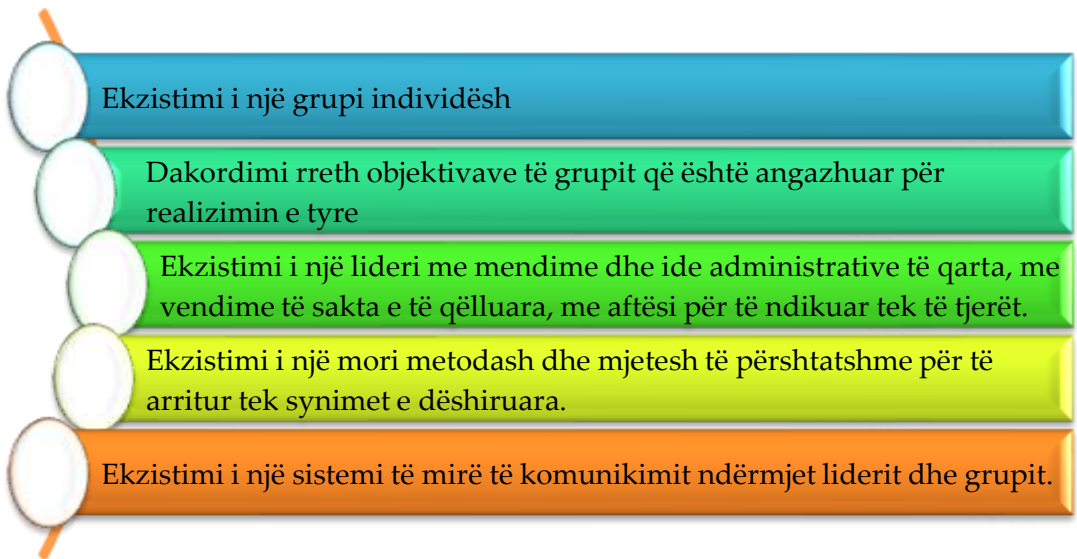 Ekzistimi i një grupi individësh
Dakordimi rreth objektivave të grupit që është angazhuar për
realizimin e tyre
Ekzistimi i një lideri me mendime dhe ide administrative të qarta, me
vendime të sakta e të qëlluara, me aftësi për të ndikuar tek të tjerët.
Ekzistimi i një mori metodash dhe mjetesh të përshtatshme për të
arritur tek synimet e dëshiruara.
Ekzistimi i një sistemi të mirë të komunikimit ndërmjet liderit dhe grupit.